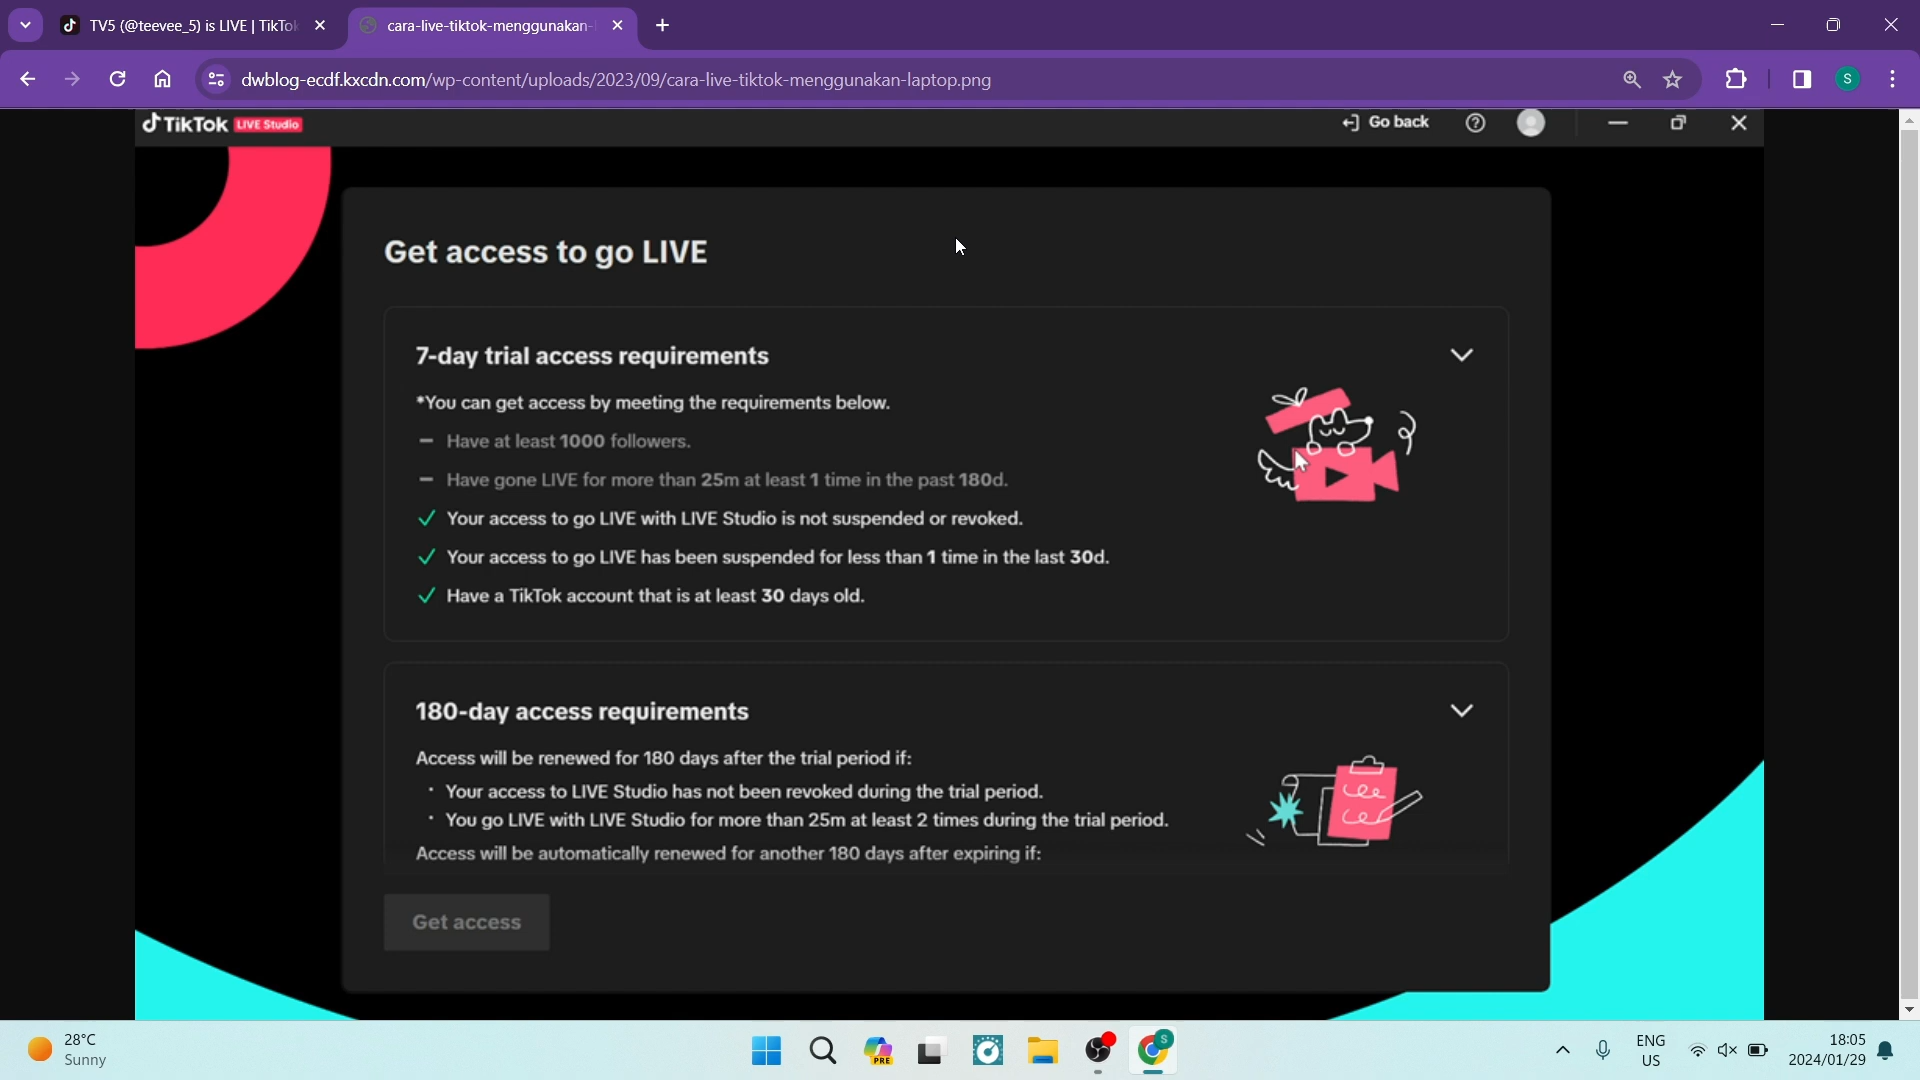 TV5 (@teevee_5) is LIVE | TikTo
cara-live-tiktok-menggunakan-
dwblog-ecdf.kxcdn.com/wp-content/uploads/2023/09/cara-live-tiktok-menggunakan-laptop.png
S
TikTok LIVE Studio
Go back
Get access to go LIVE
7-day trial access requirements
*You can get access by meeting the requirements below.
Have at least 1000 followers.
Have gone LIVE for more than 25m at least 1 time in the past 180d.
Your access to go LIVE with LIVE Studio is not suspended or revoked.
Your access to go LIVE has been suspended for less than 1 time in the last 30d.
Have a TikTok account that is at least 30 days old.
180-day access requirements
Access will be renewed for 180 days after the trial period if:
· Your access to LIVE Studio has not been revoked during the trial period.
· You go LIVE with LIVE Studio for more than 25m at least 2 times during the trial period.
Access will be automatically renewed for another 180 days after expiring if:
Get access
28°C
Sunny
PRE
S
ENG
US
18:05
2024/01/29